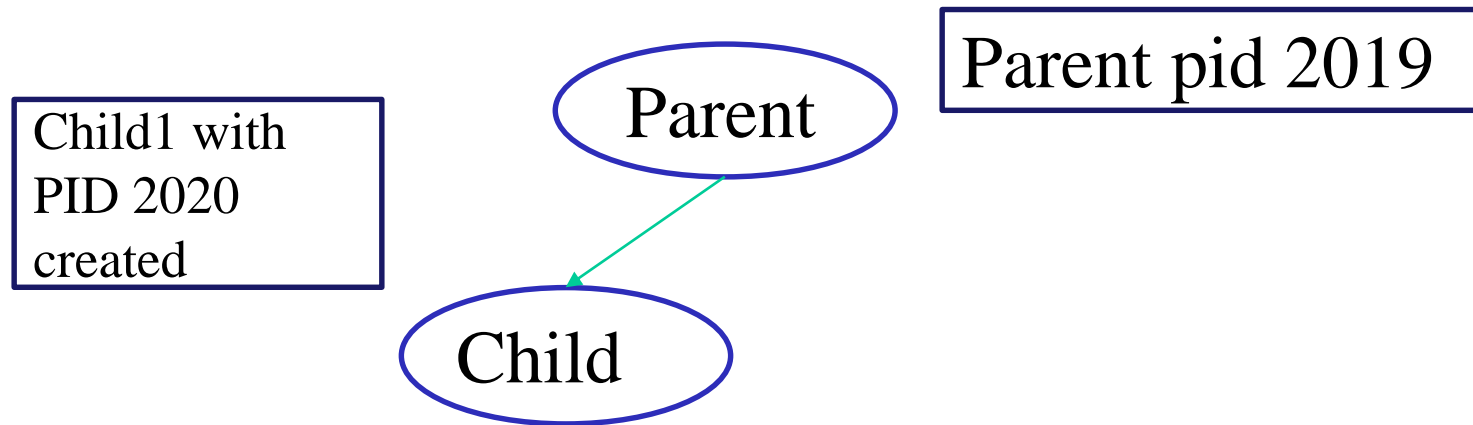 Parent pid 2019
Parent
Child1 with
PID 2020
created
Child